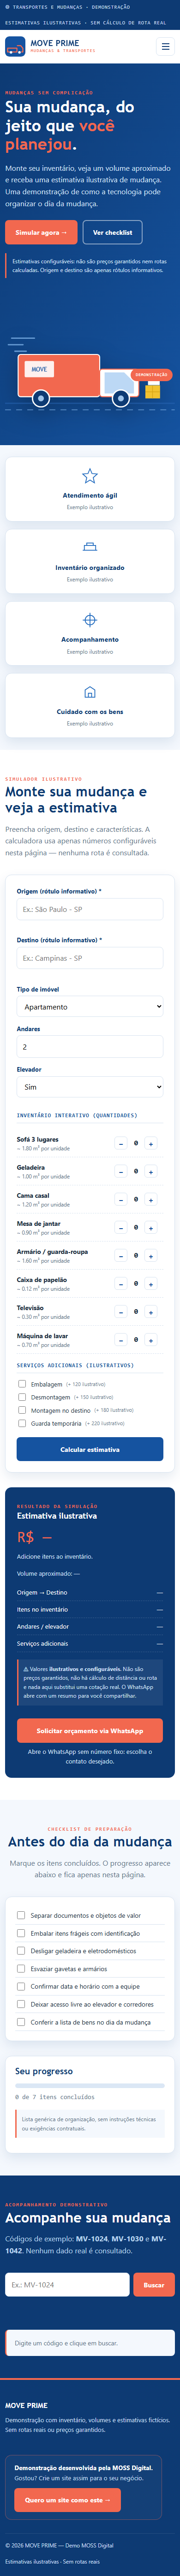 TRANSPORTES E MUDANÇAS · DEMONSTRAÇÃO
ESTIMATIVAS ILUSTRATIVAS · SEM CÁLCULO DE ROTA REAL
MOVE PRIME
MUDANÇAS & TRANSPORTES
MUDANÇAS SEM COMPLICAÇÃO
Sua mudança, do
jeito que você
planejou.
Monte seu inventário, veja um volume aproximado
e receba uma estimativa ilustrativa de mudança.
Uma demonstração de como a tecnologia pode
organizar o dia da mudança.
Simular agora →
Ver checklist
Estimativas configuráveis: não são preços garantidos nem rotas
calculadas. Origem e destino são apenas rótulos informativos.
MOVE
DEMONSTRAÇÃO
Atendimento ágil
Exemplo ilustrativo
Inventário organizado
Exemplo ilustrativo
Acompanhamento
Exemplo ilustrativo
Cuidado com os bens
Exemplo ilustrativo
SIMULADOR ILUSTRATIVO
Monte sua mudança e
veja a estimativa
Preencha origem, destino e características. A
calculadora usa apenas números configuráveis
nesta página — nenhuma rota é consultada.
Origem (rótulo informativo) *
Ex.: São Paulo - SP
Destino (rótulo informativo) *
Ex.: Campinas - SP
Tipo de imóvel
Apartamento
Andares
2
Elevador
Sim
INVENTÁRIO INTERATIVO (QUANTIDADES)
Sofá 3 lugares
~ 1.80 m³ por unidade
− 0 +
Geladeira
~ 1.00 m³ por unidade
− 0 +
Cama casal
~ 1.20 m³ por unidade
− 0 +
Mesa de jantar
~ 0.90 m³ por unidade
− 0 +
Armário / guarda-roupa
~ 1.60 m³ por unidade
− 0 +
Caixa de papelão
~ 0.12 m³ por unidade
− 0 +
Televisão
~ 0.30 m³ por unidade
− 0 +
Máquina de lavar
~ 0.70 m³ por unidade
− 0 +
SERVIÇOS ADICIONAIS (ILUSTRATIVOS)
Embalagem (+ 120 ilustrativo)
Desmontagem (+ 150 ilustrativo)
Montagem no destino (+ 180 ilustrativo)
Guarda temporária (+ 220 ilustrativo)
Calcular estimativa
RESULTADO DA SIMULAÇÃO
Estimativa ilustrativa
R$ —
Adicione itens ao inventário.
Volume aproximado: —
Origem → Destino —
Itens no inventário —
Andares / elevador —
Serviços adicionais —
⚠ Valores ilustrativos e configuráveis. Não são
preços garantidos, não há cálculo de distância ou rota
e nada aqui substitui uma cotação real. O WhatsApp
abre com um resumo para você compartilhar.
Solicitar orçamento via WhatsApp
Abre o WhatsApp sem número fixo: escolha o
contato desejado.
CHECKLIST DE PREPARAÇÃO
Antes do dia da mudança
Marque os itens concluídos. O progresso aparece
abaixo e fica apenas nesta página.
Separar documentos e objetos de valor
Embalar itens frágeis com identificação
Desligar geladeira e eletrodomésticos
Esvaziar gavetas e armários
Confirmar data e horário com a equipe
Deixar acesso livre ao elevador e corredores
Conferir a lista de bens no dia da mudança
Seu progresso
0 de 7 itens concluídos
Lista genérica de organização, sem instruções técnicas
ou exigências contratuais.
ACOMPANHAMENTO DEMONSTRATIVO
Acompanhe sua mudança
Códigos de exemplo: MV-1024, MV-1030 e MV-
1042. Nenhum dado real é consultado.
Ex.: MV-1024
Buscar
Digite um código e clique em buscar.
MOVE PRIME
Demonstração com inventário, volumes e estimativas fictícios.
Sem rotas reais ou preços garantidos.
Demonstração desenvolvida pela MOSS Digital.
Gostou? Crie um site assim para o seu negócio.
Quero um site como este →
© 2026 MOVE PRIME — Demo MOSS Digital
Estimativas ilustrativas · Sem rotas reais